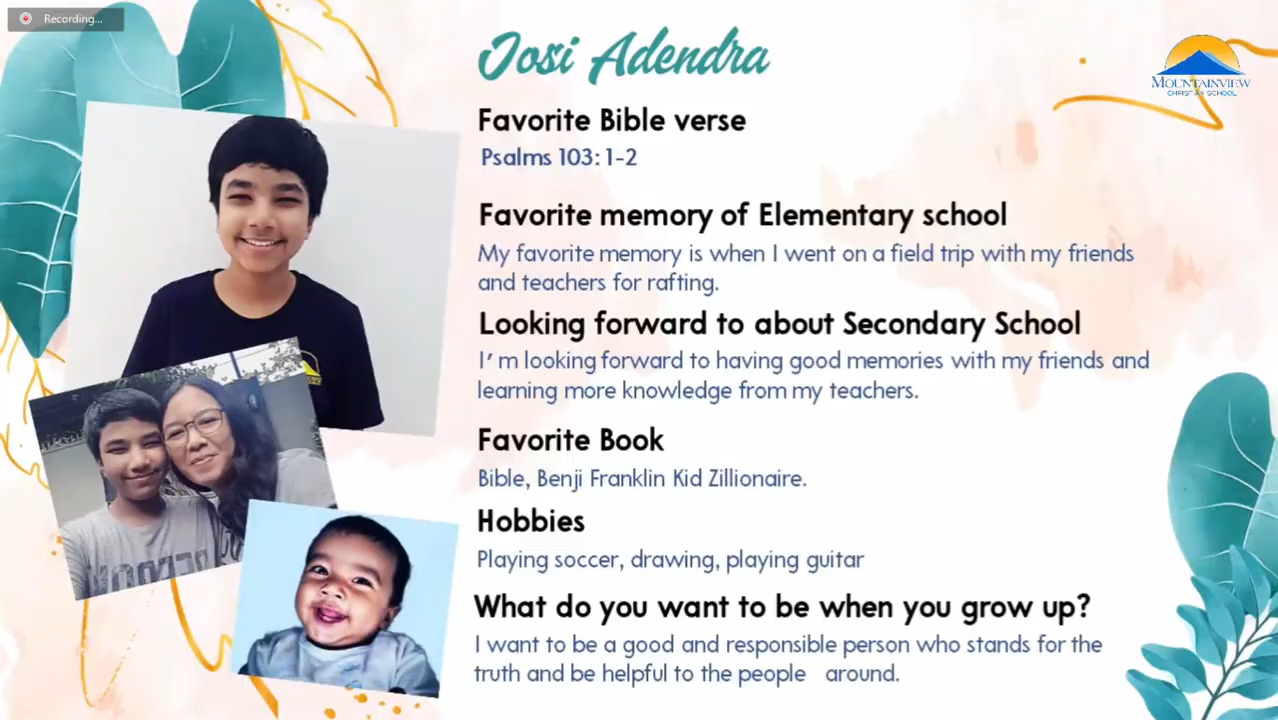 Recording...
Josi Adendra
MOUNTAINVIEW
CHRISTIAN SCHOOL
Favorite Bible verse
Psalms 103: 1-2
Favorite memory of Elementary school
My favorite memory is when I went on a field trip with my friends
and teachers for rafting.
Looking forward to about Secondary School
I’ m looking forward to having good memories with my friends and
learning more knowledge from my teachers.
Favorite Book
Bible, Benji Franklin Kid Zillionaire.
Hobbies
Playing soccer, drawing, playing guitar
What do you want to be when you grow up?
I want to be a good and responsible person who stands for the
truth and be helpful to the people around.